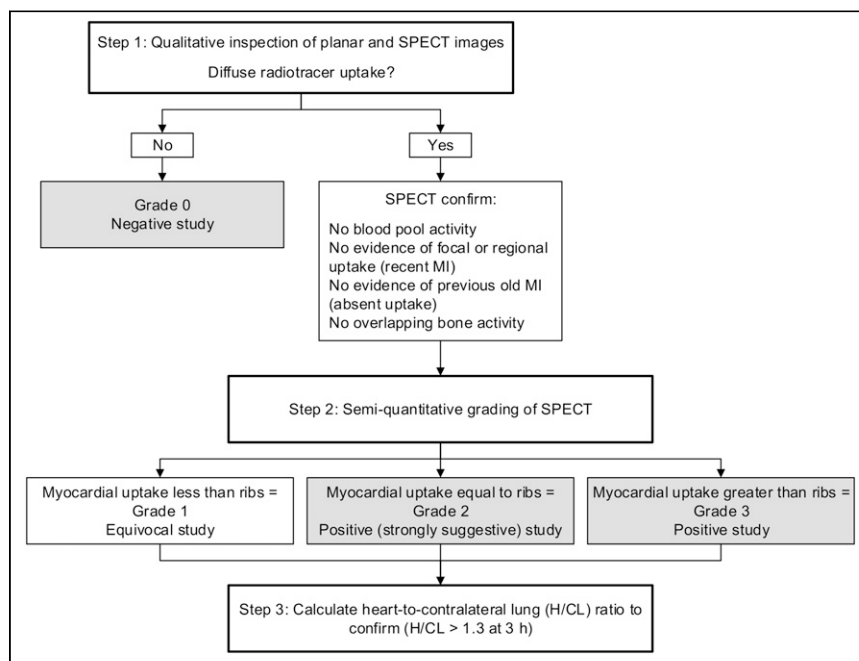 Step 1: Qualitative inspection of planar and SPECT images
Diffuse radiotracer uptake?
No
Yes
Grade 0
Negative study
SPECT confirm:
No blood pool activity
No evidence of focal or regional
uptake (recent MI)
No evidence of previous old MI
(absent uptake)
No overlapping bone activity
Step 2: Semi-quantitative grading of SPECT
Myocardial uptake less than ribs =
Grade 1
Equivocal study
Myocardial uptake equal to ribs =
Grade 2
Positive (strongly suggestive) study
Myocardial uptake greater than ribs =
Grade 3
Positive study
Step 3: Calculate heart-to-contralateral lung (H/CL) ratio to
confirm (H/CL > 1.3 at 3 h)